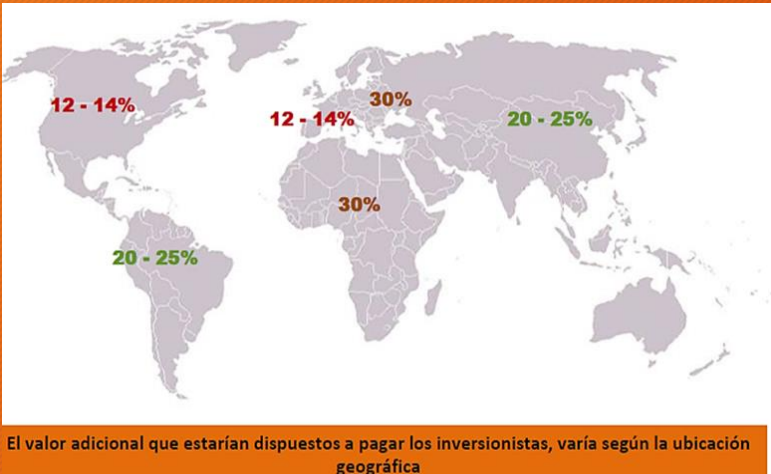 12 - 14%
12 - 14%
30%
20 - 25%
30%
20 - 25%
El valor adicional que estarían dispuestos a pagar los inversionistas, varía según la ubicación
geográfica